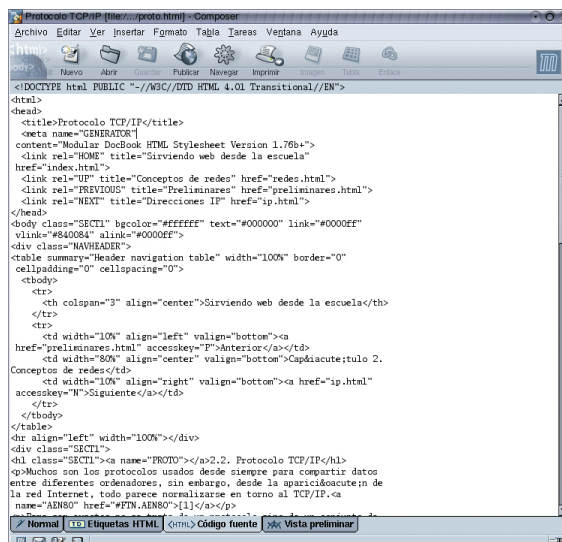 Protocolo TCP/IP [file:/.../proto.html] - Composer
Archivo Editar Ver Insertar Formato Tabla Tareas Ventana Ayuda
Nuevo Abrir Guardar Publicar Navegar Imprimir Imagen Tabla Enlace
<!DOCTYPE html PUBLIC "-//W3C//DTD HTML 4.01 Transitional//EN">
<html>
<head>
<title>Protocolo TCP/IP</title>
<meta name="GENERATOR"
content="Modular DocBook HTML Stylesheet Version 1.76b+">
<link rel="HOME" title="Sirviendo web desde la escuela"
href="index.html">
<link rel="UP" title="Conceptos de redes" href="redes.html">
<link rel="PREVIOUS" title="Preliminares" href="preliminares.html">
<link rel="NEXT" title="Direcciones IP" href="ip.html">
</head>
<body class="SECT1" bgcolor="#ffffff" text="#000000" link="#0000ff"
vlink="#840084" alink="#0000ff">
<div class="NAVHEADER">
<table summary="Header navigation table" width="100%" border="0"
cellpadding="0" cellspacing="0">
<tbody>
<tr>
<th colspan="3" align="center">Sirviendo web desde la escuela</th>
</tr>
<tr>
<td width="10%" align="left" valign="bottom"><a
href="preliminares.html" accesskey="P">Anterior</a></td>
<td width="80%" align="center" valign="bottom">Cap&iacute;tulo 2.
Conceptos de redes</td>
<td width="10%" align="right" valign="bottom"><a href="ip.html"
accesskey="N">Siguiente</a></td>
</tr>
</tbody>
</table>
<hr align="left" width="100%"></div>
<div class="SECT1">
<h1 class="SECT1"><a name="PROTO"></a>2.2. Protocolo TCP/IP</h1>
<p>Muchos son los protocolos usados desde siempre para compartir datos
entre diferentes ordenadores, sin embargo, desde la aparici&oacute;n de
la red Internet, todo parece normalizarse en torno al TCP/IP.<a
name="AEN80" href="#FTN.AEN80">[1]</a></p>
Normal Etiquetas HTML <HTML> Código fuente Vista preliminar